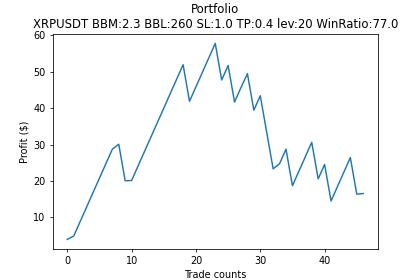 Portfolio
XRPUSDT BBM:2.3 BBL:260 SL:1.0 TP:0.4 lev:20 WinRatio:77.0
60
50
40
30
20
10
Profit ($)
0 10 20 30 40
Trade counts